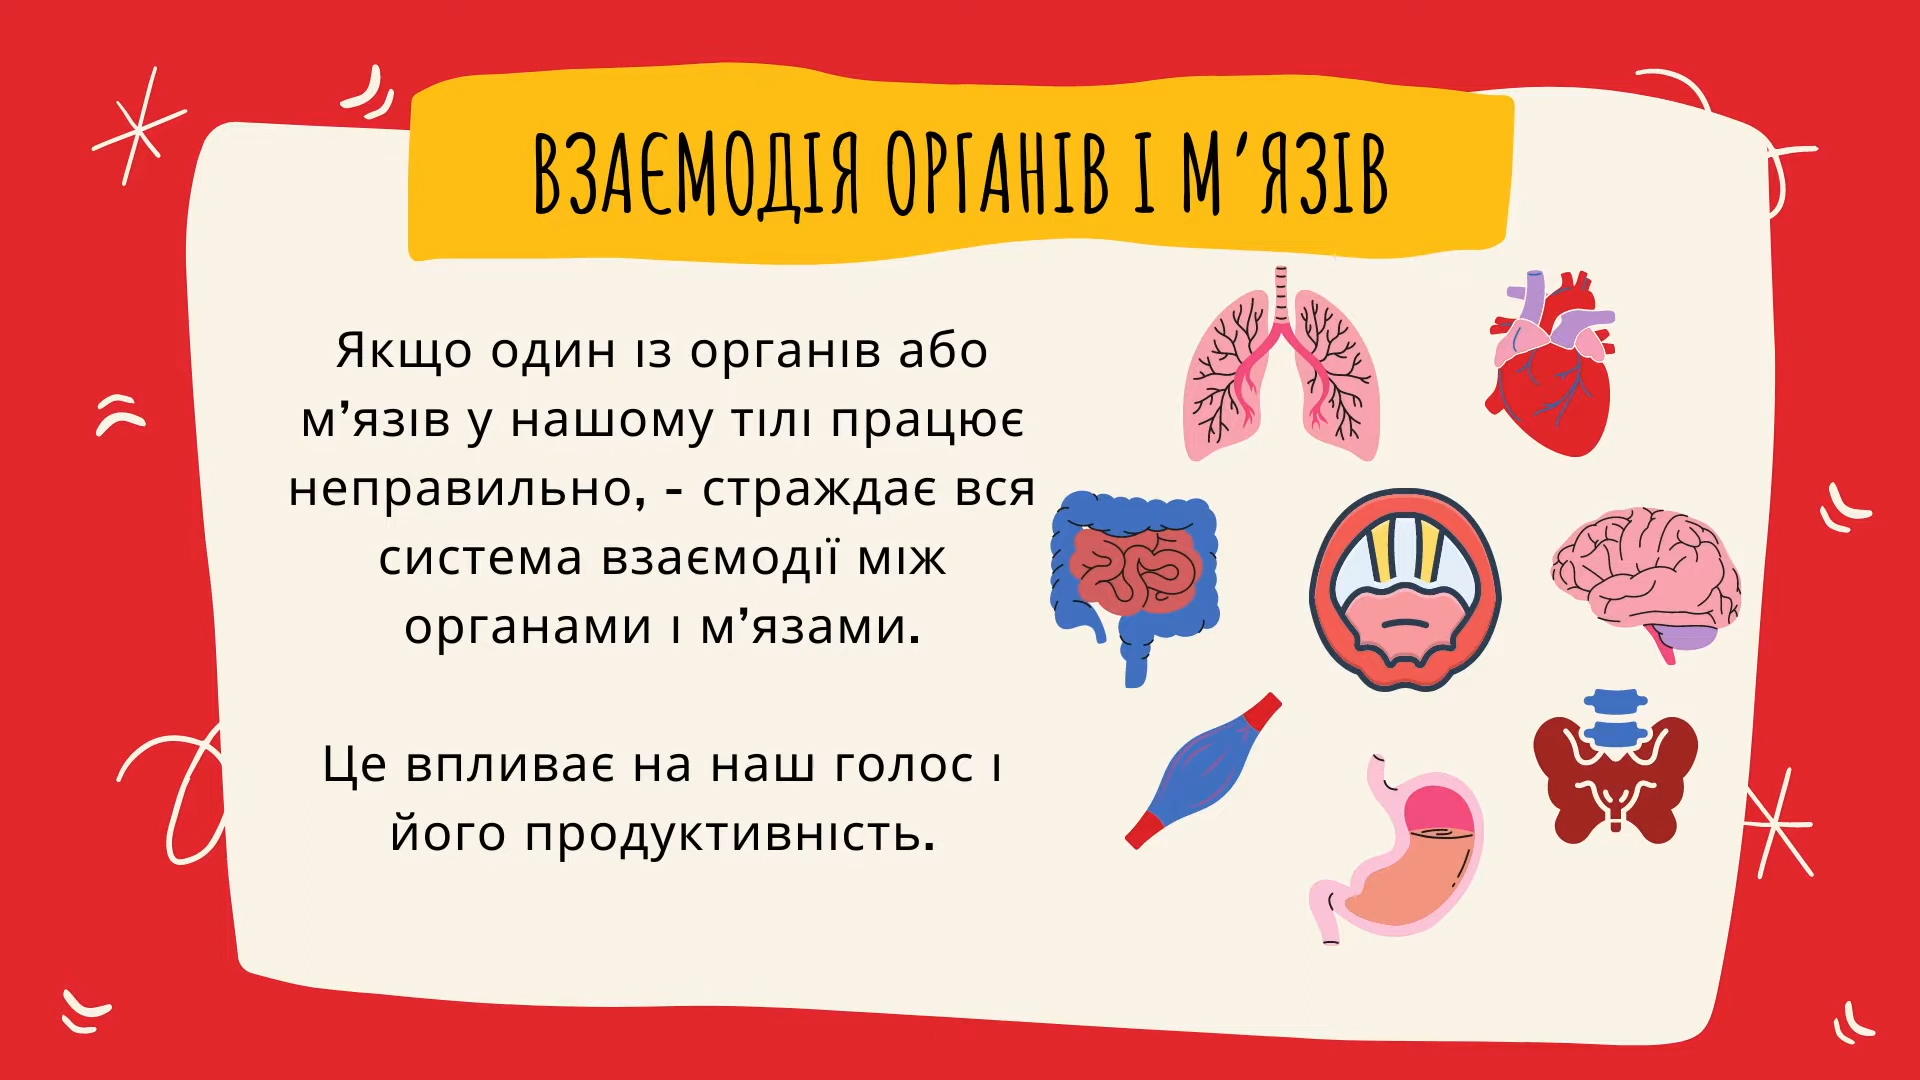 ВЗАЄМОДІЯ ОРГАНІВ І М’ЯЗІВ
Якщо один із органів або
м’язів у нашому тілі працює
неправильно, - страждає вся
система взаємодії між
органами і м’язами.
Це впливає на наш голос і
його продуктивність.